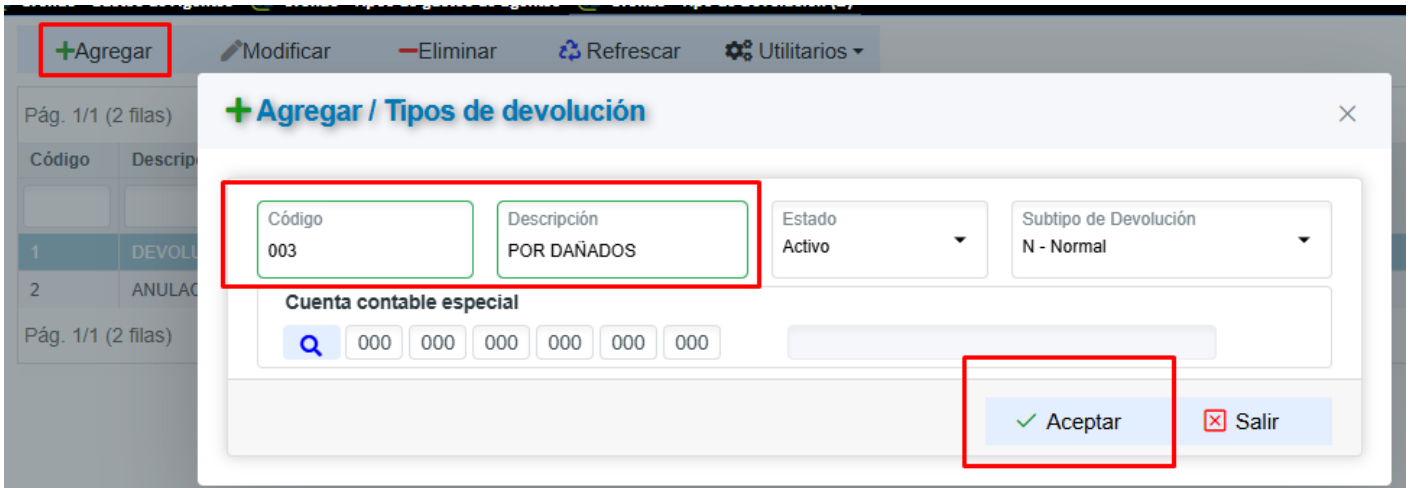 Agregar Modificar Eliminar Refrescar Utilitarios
Pág. 1/1 (2 filas)
Agregar / Tipos de devolución
Código Descrip
Código Descripción Estado Subtipo de Devolución
003 POR DAÑADOS Activo N - Normal
1 DEVOLU
2 ANULAC
Cuenta contable especial
Pág. 1/1 (2 filas)
000 000 000 000 000 000
Aceptar Salir